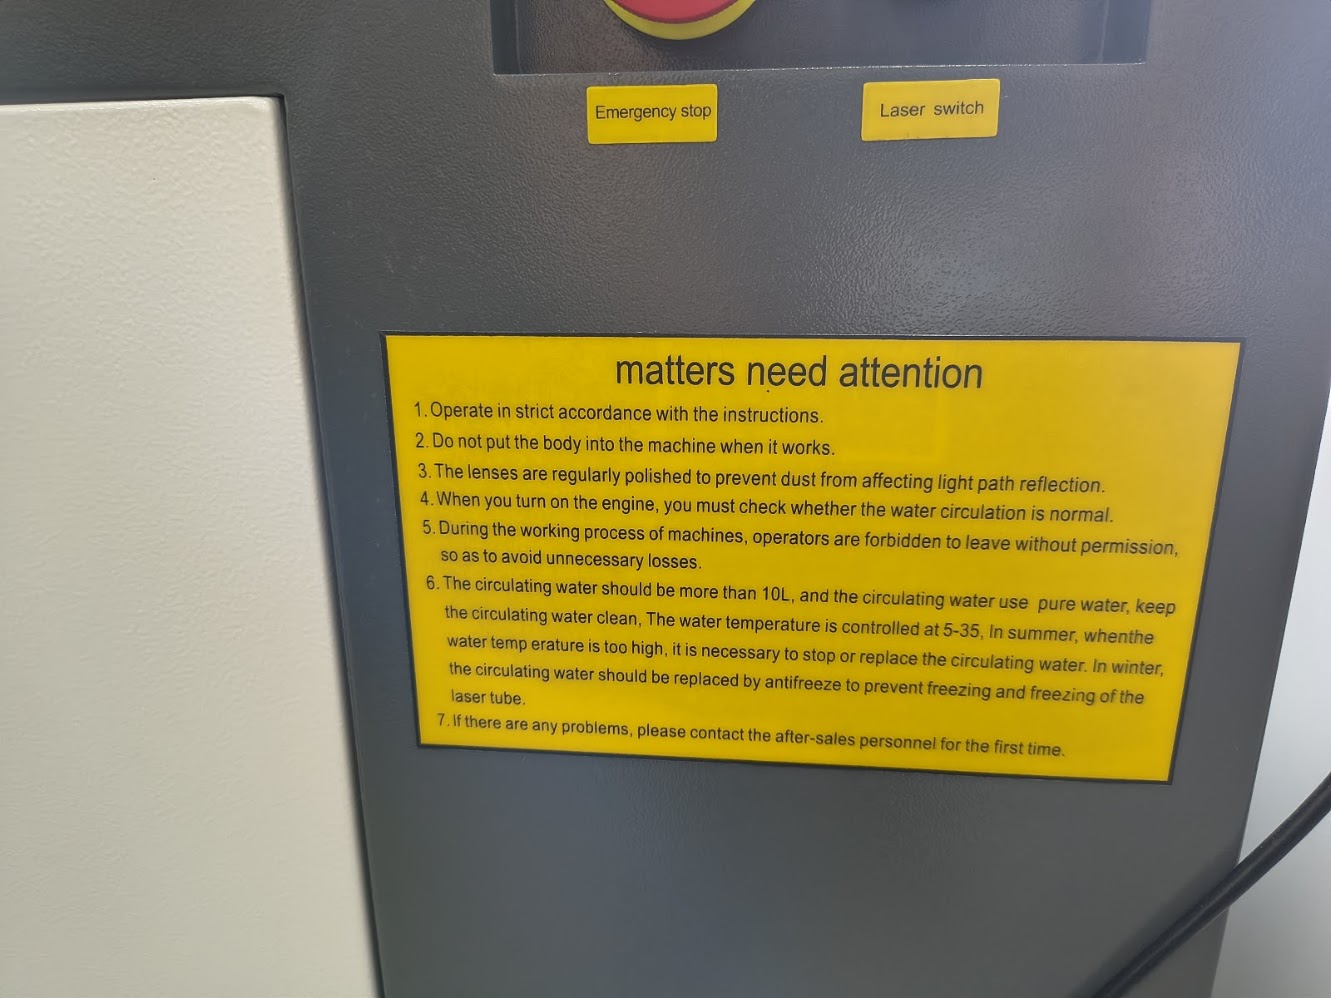 Emergency stop
Laser switch
matters need attention
1. Operate in strict accordance with the instructions.
2. Do not put the body into the machine when it works.
3. The lenses are regularly polished to prevent dust from affecting light path reflection.
4. When you turn on the engine, you must check whether the water circulation is normal.
5. During the working process of machines, operators are forbidden to leave without permission,
so as to avoid unnecessary losses.
6. The circulating water should be more than 10L, and the circulating water use pure water, keep
the circulating water clean, The water temperature is controlled at 5-35, In summer, whenthe
water temp erature is too high, it is necessary to stop or replace the circulating water. In winter,
the circulating water should be replaced by antifreeze to prevent freezing and freezing of the
laser tube.
7. If there are any problems, please contact the after-sales personnel for the first time.